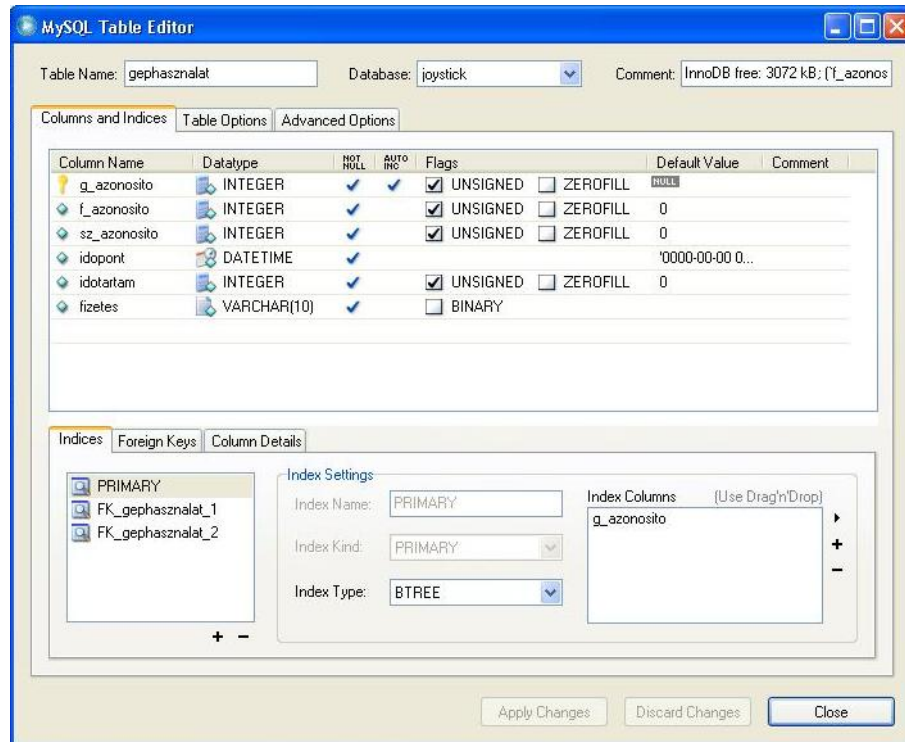 MySQL Table Editor
Table Name: gephasznalat Database: joystick Comment: InnoDB free: 3072 kB; (`f_azonos
Columns and Indices Table Options Advanced Options
Column Name Datatype NOT NULL AUTO INC Flags Default Value Comment
g_azonosito INTEGER UNSIGNED ZEROFILL NULL
f_azonosito INTEGER UNSIGNED ZEROFILL 0
sz_azonosito INTEGER UNSIGNED ZEROFILL 0
idopont DATETIME '0000-00-00 0...
idotartam INTEGER UNSIGNED ZEROFILL 0
fizetes VARCHAR(10) BINARY
Indices Foreign Keys Column Details
PRIMARY
FK_gephasznalat_1
FK_gephasznalat_2
Index Settings
Index Name: PRIMARY
Index Kind: PRIMARY
Index Type: BTREE
Index Columns (Use Drag'n'Drop)
g_azonosito
Apply Changes Discard Changes Close